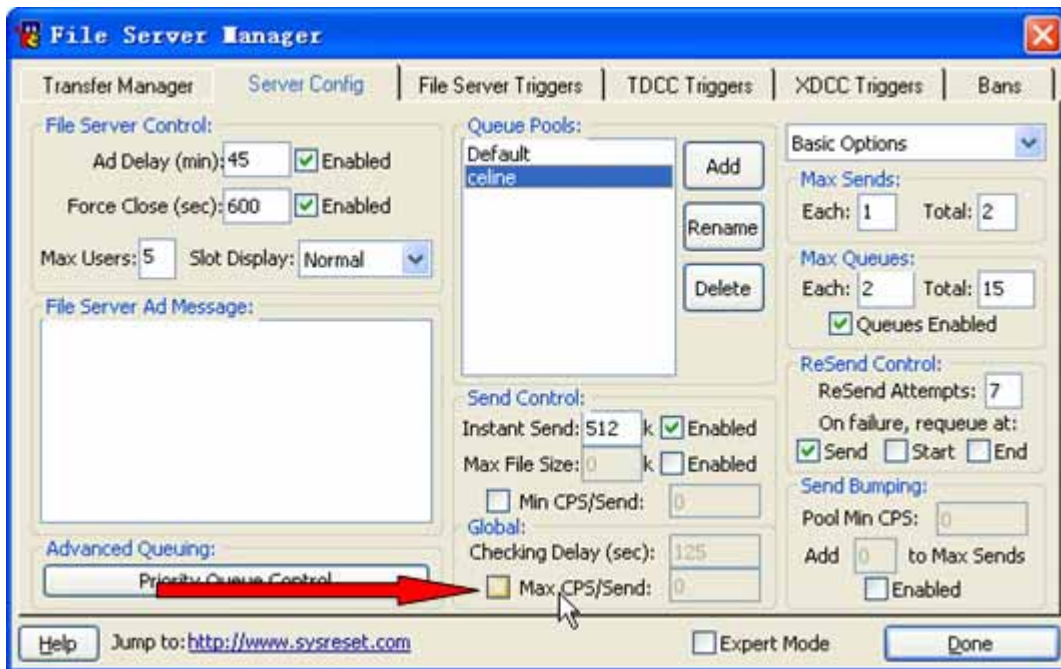 File Server Manager
Transfer Manager
Server Config
File Server Triggers
TDCC Triggers
XDCC Triggers
Bans
File Server Control:
Ad Delay (min): 45 Enabled
Force Close (sec): 600 Enabled
Max Users: 5 Slot Display: Normal
File Server Ad Message:
Advanced Queuing:
Priority Queue Control
Queue Pools:
Default
celine
Add
Rename
Delete
Send Control:
Instant Send: 512 k Enabled
Max File Size: 0 k Enabled
Min CPS/Send: 0
Global:
Checking Delay (sec): 125
Max CPS/Send: 0
Basic Options
Max Sends:
Each: 1 Total: 2
Max Queues:
Each: 2 Total: 15
Queues Enabled
ReSend Control:
ReSend Attempts: 7
On failure, requeue at:
Send Start End
Send Bumping:
Pool Min CPS: 0
Add 0 to Max Sends
Enabled
Help Jump to: http://www.sysreset.com
Expert Mode
Done